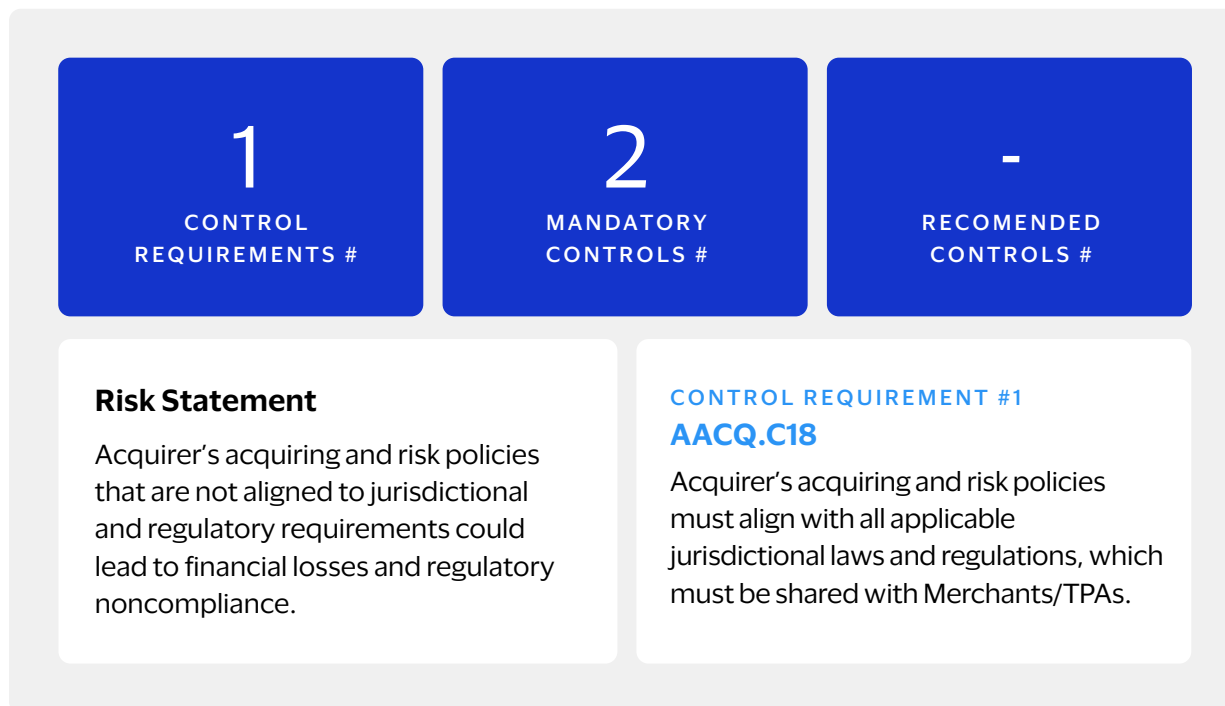 1
CONTROL
REQUIREMENTS #
2
MANDATORY
CONTROLS #
-
RECOMENDED
CONTROLS #
Risk Statement
Acquirer’s acquiring and risk policies
that are not aligned to jurisdictional
and regulatory requirements could
lead to financial losses and regulatory
noncompliance.
CONTROL REQUIREMENT #1
AACQ.C18
Acquirer’s acquiring and risk policies
must align with all applicable
jurisdictional laws and regulations, which
must be shared with Merchants/TPAs.